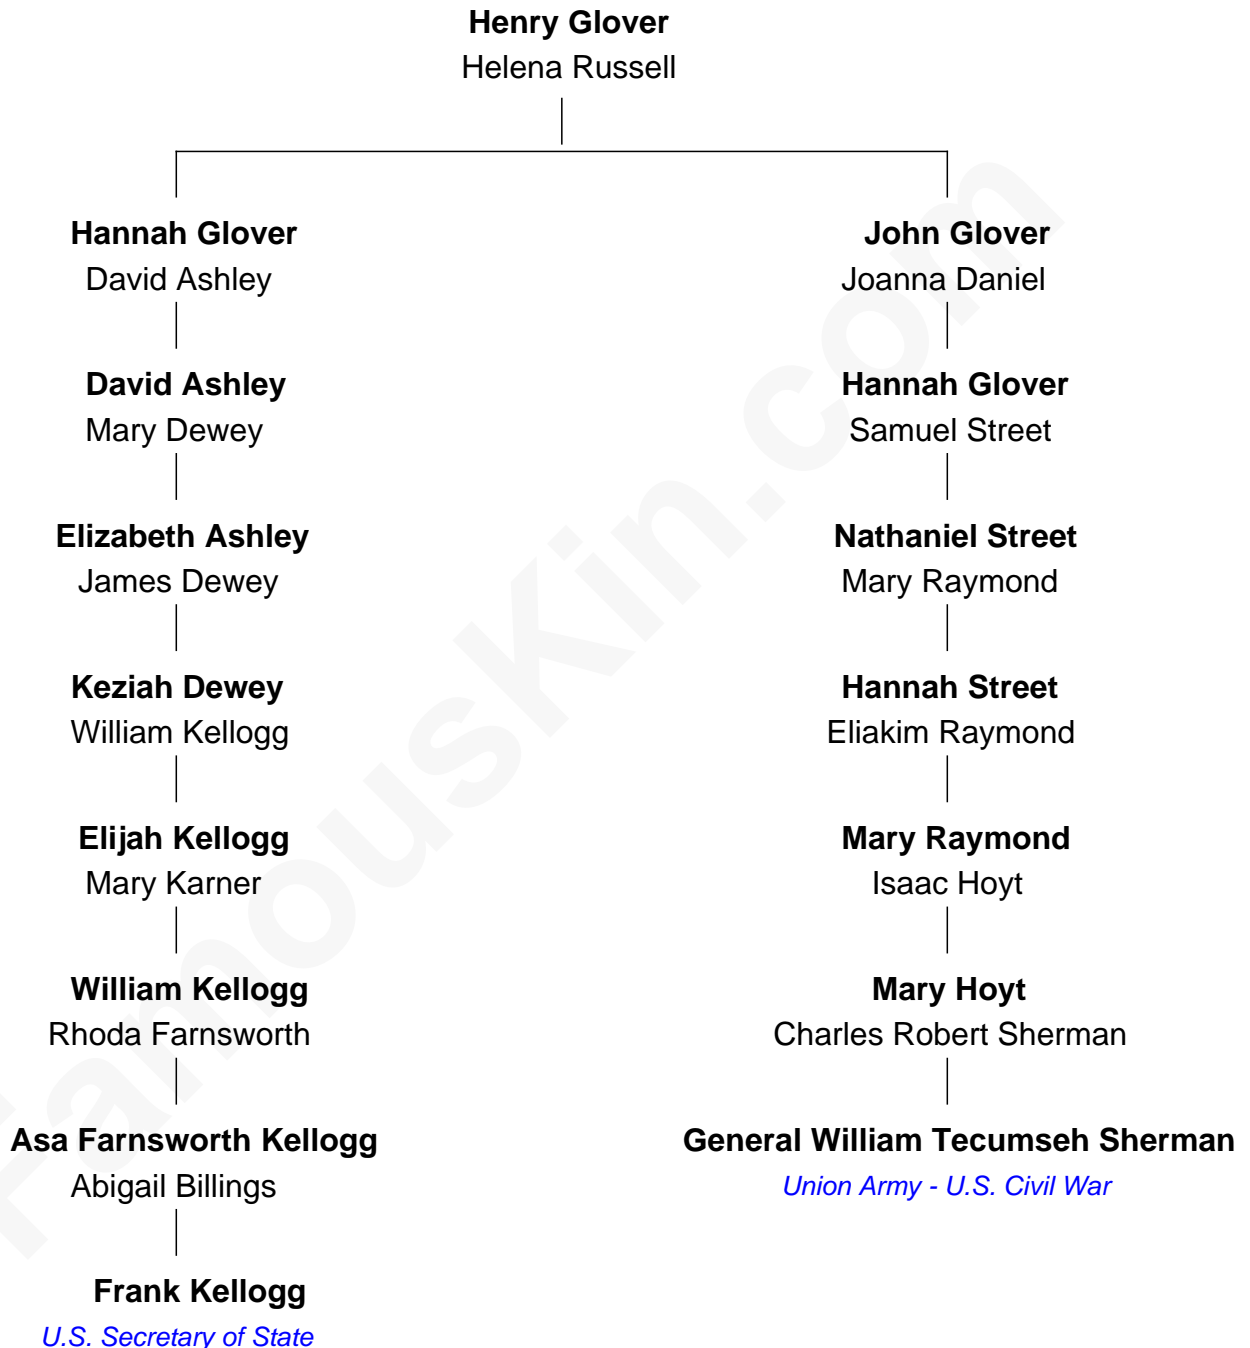 Henry Glover
Helena Russell
Hannah Glover
David Ashley
David Ashley
Mary Dewey
Elizabeth Ashley
James Dewey
Keziah Dewey
William Kellogg
Elijah Kellogg
Mary Karner
William Kellogg
Rhoda Farnsworth
Asa Farnsworth Kellogg
Abigail Billings
Frank Kellogg
U.S. Secretary of State
John Glover
Joanna Daniel
Hannah Glover
Samuel Street
Nathaniel Street
Mary Raymond
Hannah Street
Eliakim Raymond
Mary Raymond
Isaac Hoyt
Mary Hoyt
Charles Robert Sherman
General William Tecumseh Sherman
Union Army - U.S. Civil War
FamousKin.com